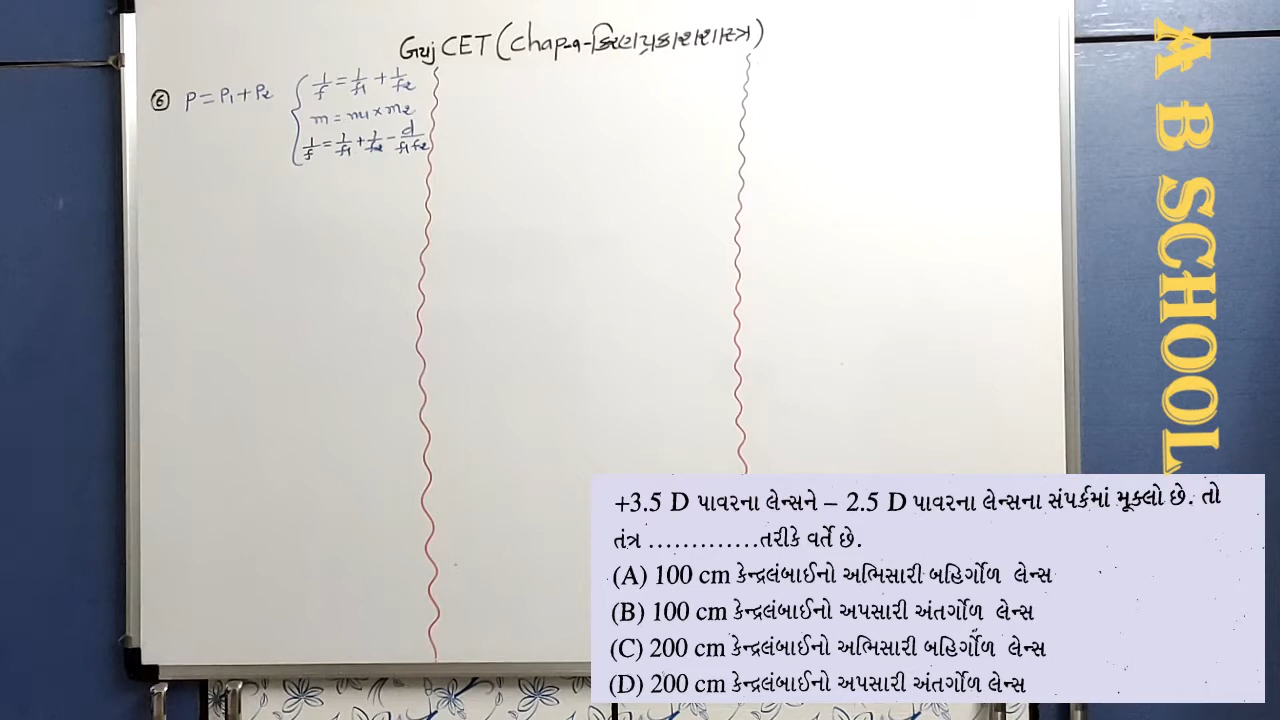 GujCET (Chap-9-કિરણપ્રકાશશાસ્ત્ર)
⑥ P = P₁ + P₂
1/f = 1/f₁ + 1/f₂
m = m₁ × m₂
1/f = 1/f₁ + 1/f₂ - d/f₁f₂
A B SCHOOL
+3.5 D પાવરના લેન્સને – 2.5 D પાવરના લેન્સના સંપર્કમાં મૂક્લો છે. તો
તંત્ર .............તરીકે વર્તે છે.
(A) 100 cm કેન્દ્રલંબાઈનો અભિસારી બહિર્ગોળ લેન્સ
(B) 100 cm કેન્દ્રલંબાઈનો અપસારી અંતર્ગોળ લેન્સ
(C) 200 cm કેન્દ્રલંબાઈનો અભિસારી બહિર્ગોળ લેન્સ
(D) 200 cm કેન્દ્રલંબાઈનો અપસારી અંતર્ગોળ લેન્સ